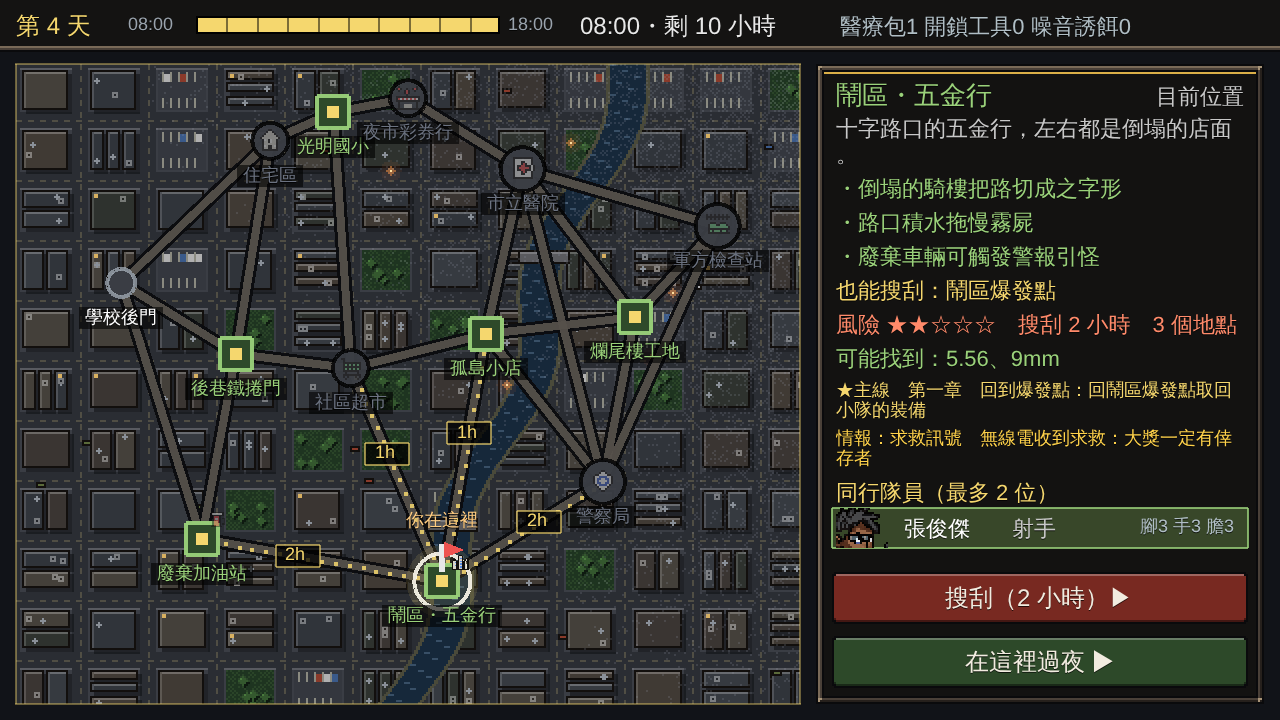 第 4 天
08:00
18:00
08:00・剩 10 小時
醫療包1 開鎖工具0 噪音誘餌0
光明國小
夜市彩券行
住宅區
市立醫院
軍方檢查站
學校後門
後巷鐵捲門
社區超市
孤島小店
爛尾樓工地
1h
1h
2h
2h
你在這裡
警察局
廢棄加油站
鬧區・五金行
鬧區・五金行
目前位置
十字路口的五金行，左右都是倒塌的店面
。
・倒塌的騎樓把路切成之字形
・路口積水拖慢霧屍
・廢棄車輛可觸發警報引怪
也能搜刮：鬧區爆發點
風險 ★★☆☆☆　搜刮 2 小時　3 個地點
可能找到：5.56、9mm
★主線　第一章　回到爆發點：回鬧區爆發點取回
小隊的裝備
情報：求救訊號　無線電收到求救：大獎一定有倖
存者
同行隊員（最多 2 位）
張俊傑　射手　腳3 手3 膽3
搜刮（2 小時）▶
在這裡過夜 ▶